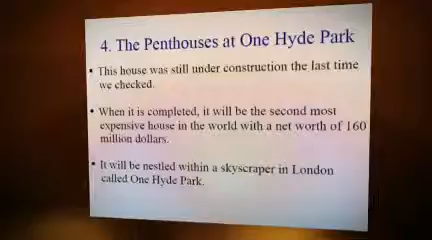 4. The Penthouses at One Hyde Park
• This house was still under construction the last time
we checked.
• When it is completed, it will be the second most
expensive house in the world with a net worth of 160
million dollars.
• It will be nestled within a skyscraper in London
called One Hyde Park.